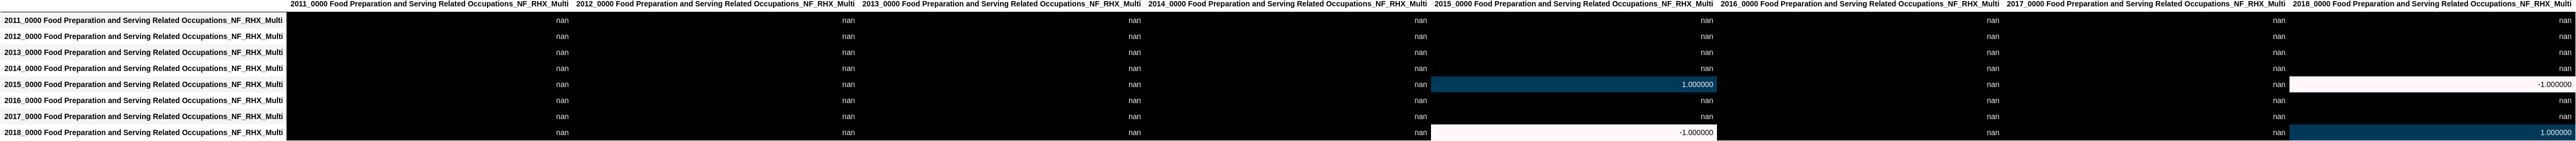 2011_0000 Food Preparation and Serving Related Occupations_NF_RHX_Multi 2012_0000 Food Preparation and Serving Related Occupations_NF_RHX_Multi 2013_0000 Food Preparation and Serving Related Occupations_NF_RHX_Multi 2014_0000 Food Preparation and Serving Related Occupations_NF_RHX_Multi 2015_0000 Food Preparation and Serving Related Occupations_NF_RHX_Multi 2016_0000 Food Preparation and Serving Related Occupations_NF_RHX_Multi 2017_0000 Food Preparation and Serving Related Occupations_NF_RHX_Multi 2018_0000 Food Preparation and Serving Related Occupations_NF_RHX_Multi
2011_0000 Food Preparation and Serving Related Occupations_NF_RHX_Multi nan nan nan nan nan nan nan nan
2012_0000 Food Preparation and Serving Related Occupations_NF_RHX_Multi nan nan nan nan nan nan nan nan
2013_0000 Food Preparation and Serving Related Occupations_NF_RHX_Multi nan nan nan nan nan nan nan nan
2014_0000 Food Preparation and Serving Related Occupations_NF_RHX_Multi nan nan nan nan nan nan nan nan
2015_0000 Food Preparation and Serving Related Occupations_NF_RHX_Multi nan nan nan nan 1.000000 nan nan -1.000000
2016_0000 Food Preparation and Serving Related Occupations_NF_RHX_Multi nan nan nan nan nan nan nan nan
2017_0000 Food Preparation and Serving Related Occupations_NF_RHX_Multi nan nan nan nan nan nan nan nan
2018_0000 Food Preparation and Serving Related Occupations_NF_RHX_Multi nan nan nan nan -1.000000 nan nan 1.000000